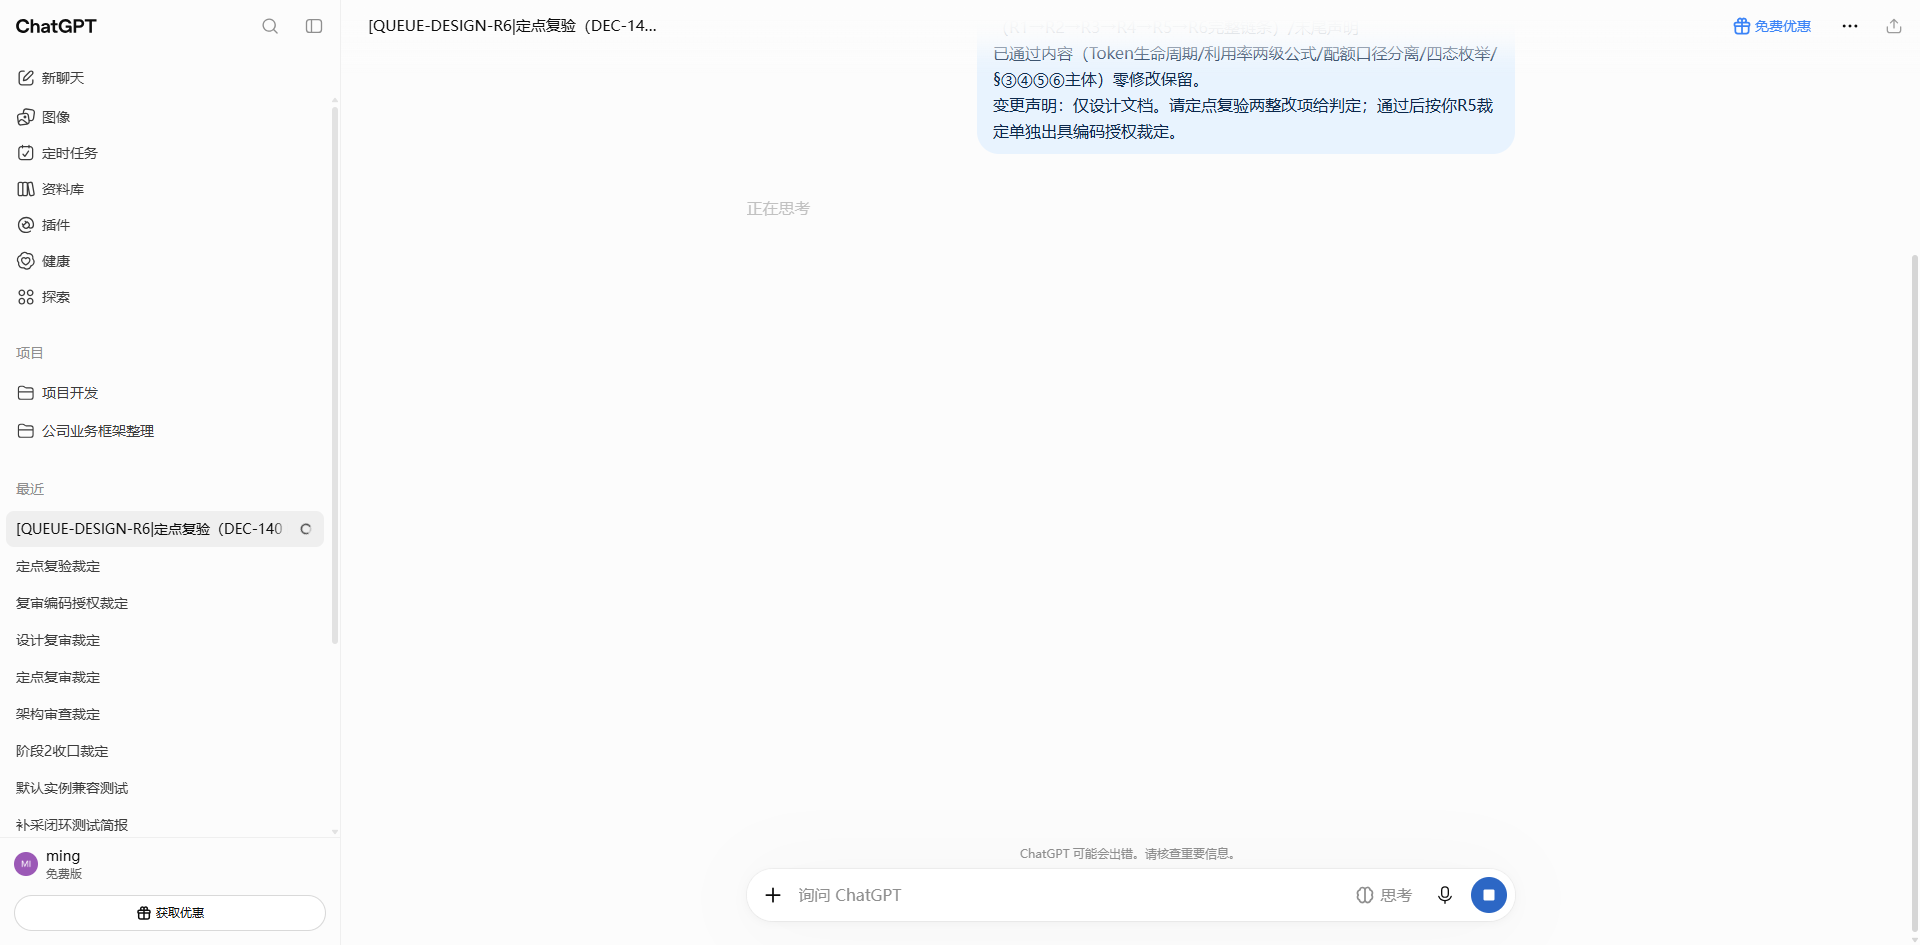 ChatGPT
新聊天
图像
定时任务
资料库
插件
健康
探索
项目
项目开发
公司业务框架整理
最近
[QUEUE-DESIGN-R6|定点复验（DEC-140
定点复验裁定
复审编码授权裁定
设计复审裁定
定点复审裁定
架构审查裁定
阶段2收口裁定
默认实例兼容测试
补采闭环测试简报
MI
ming
免费版
获取优惠
[QUEUE-DESIGN-R6|定点复验（DEC-14...
免费优惠
已通过内容（Token生命周期/利用率两级公式/配额口径分离/四态枚举/
§③④⑤⑥主体）零修改保留。
变更声明：仅设计文档。请定点复验两整改项给判定；通过后按你R5裁
定单独出具编码授权裁定。
正在思考
ChatGPT 可能会出错。请核查重要信息。
询问 ChatGPT
思考